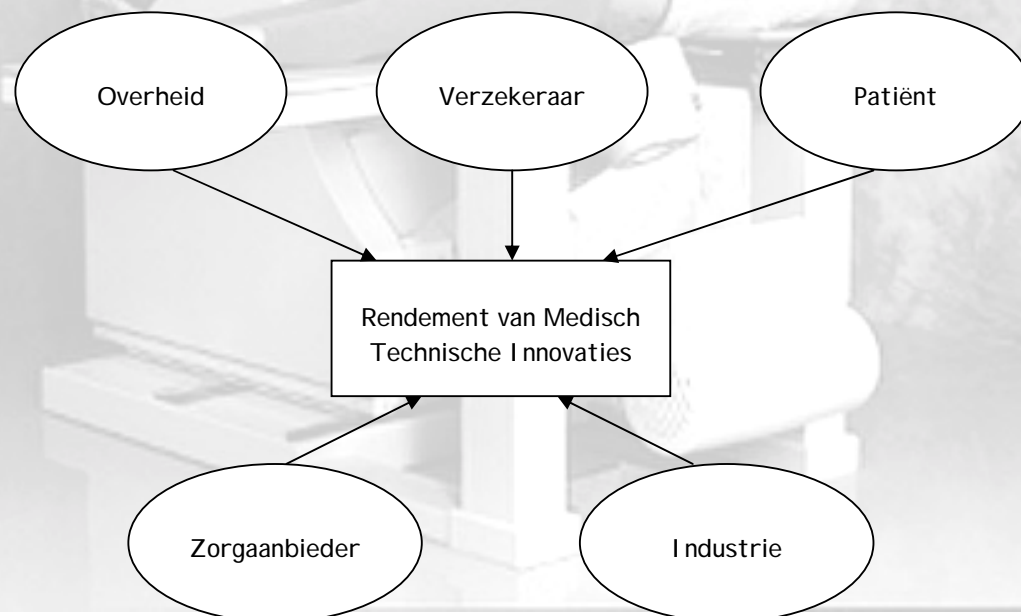 Overheid
Verzekeraar
Patiënt
Rendement van Medisch
Technische Innovaties
Zorgaanbieder
Industrie